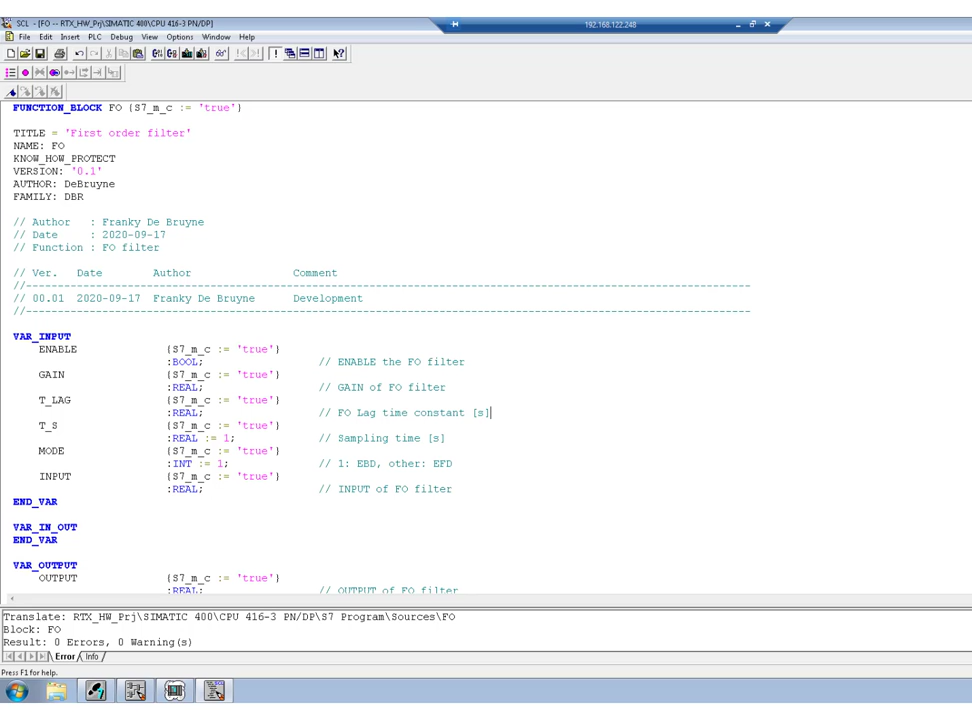 SCL - [FO -- RTX_HW_Prj\SIMATIC 400\CPU 416-3 PN/DP]
192.168.122.248
File Edit Insert PLC Debug View Options Window Help
FUNCTION_BLOCK FO {S7_m_c := 'true'}
TITLE = 'First order filter'
NAME: FO
KNOW_HOW_PROTECT
VERSION: '0.1'
AUTHOR: DeBruyne
FAMILY: DBR
// Author : Franky De Bruyne
// Date : 2020-09-17
// Function : FO filter
// Ver. Date Author Comment
//------------------------------------------------------------------------------------------------------------------
// 00.01 2020-09-17 Franky De Bruyne Development
//------------------------------------------------------------------------------------------------------------------
VAR_INPUT
ENABLE {S7_m_c := 'true'}
:BOOL; // ENABLE the FO filter
GAIN {S7_m_c := 'true'}
:REAL; // GAIN of FO filter
T_LAG {S7_m_c := 'true'}
:REAL; // FO Lag time constant [s]
T_S {S7_m_c := 'true'}
:REAL := 1; // Sampling time [s]
MODE {S7_m_c := 'true'}
:INT := 1; // 1: EBD, other: EFD
INPUT {S7_m_c := 'true'}
:REAL; // INPUT of FO filter
END_VAR
VAR_IN_OUT
END_VAR
VAR_OUTPUT
OUTPUT {S7_m_c := 'true'}
:REAL; // OUTPUT of FO filter
Translate: RTX_HW_Prj\SIMATIC 400\CPU 416-3 PN/DP\S7 Program\Sources\FO
Block: FO
Result: 0 Errors, 0 Warning(s)
Error Info
Press F1 for help.